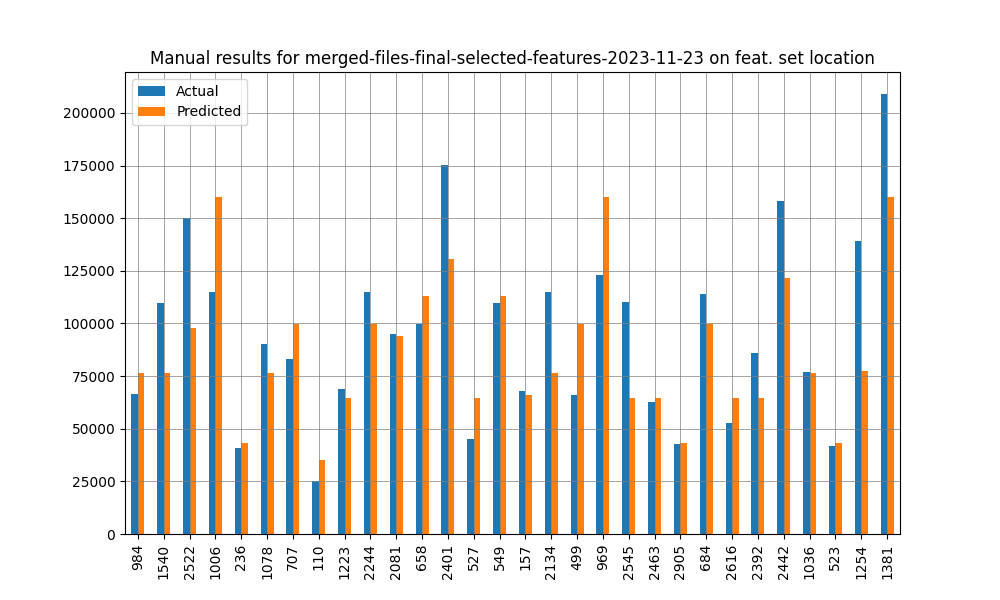 Manual results for merged-files-final-selected-features-2023-11-23 on feat. set location
Actual
Predicted
200000
175000
150000
125000
100000
75000
50000
25000
0
984 1540 2522 1006 236 1078 707 110 1223 2244 2081 658 2401 527 549 157 2134 499 969 2545 2463 2905 684 2616 2392 2442 1036 523 1254 1381